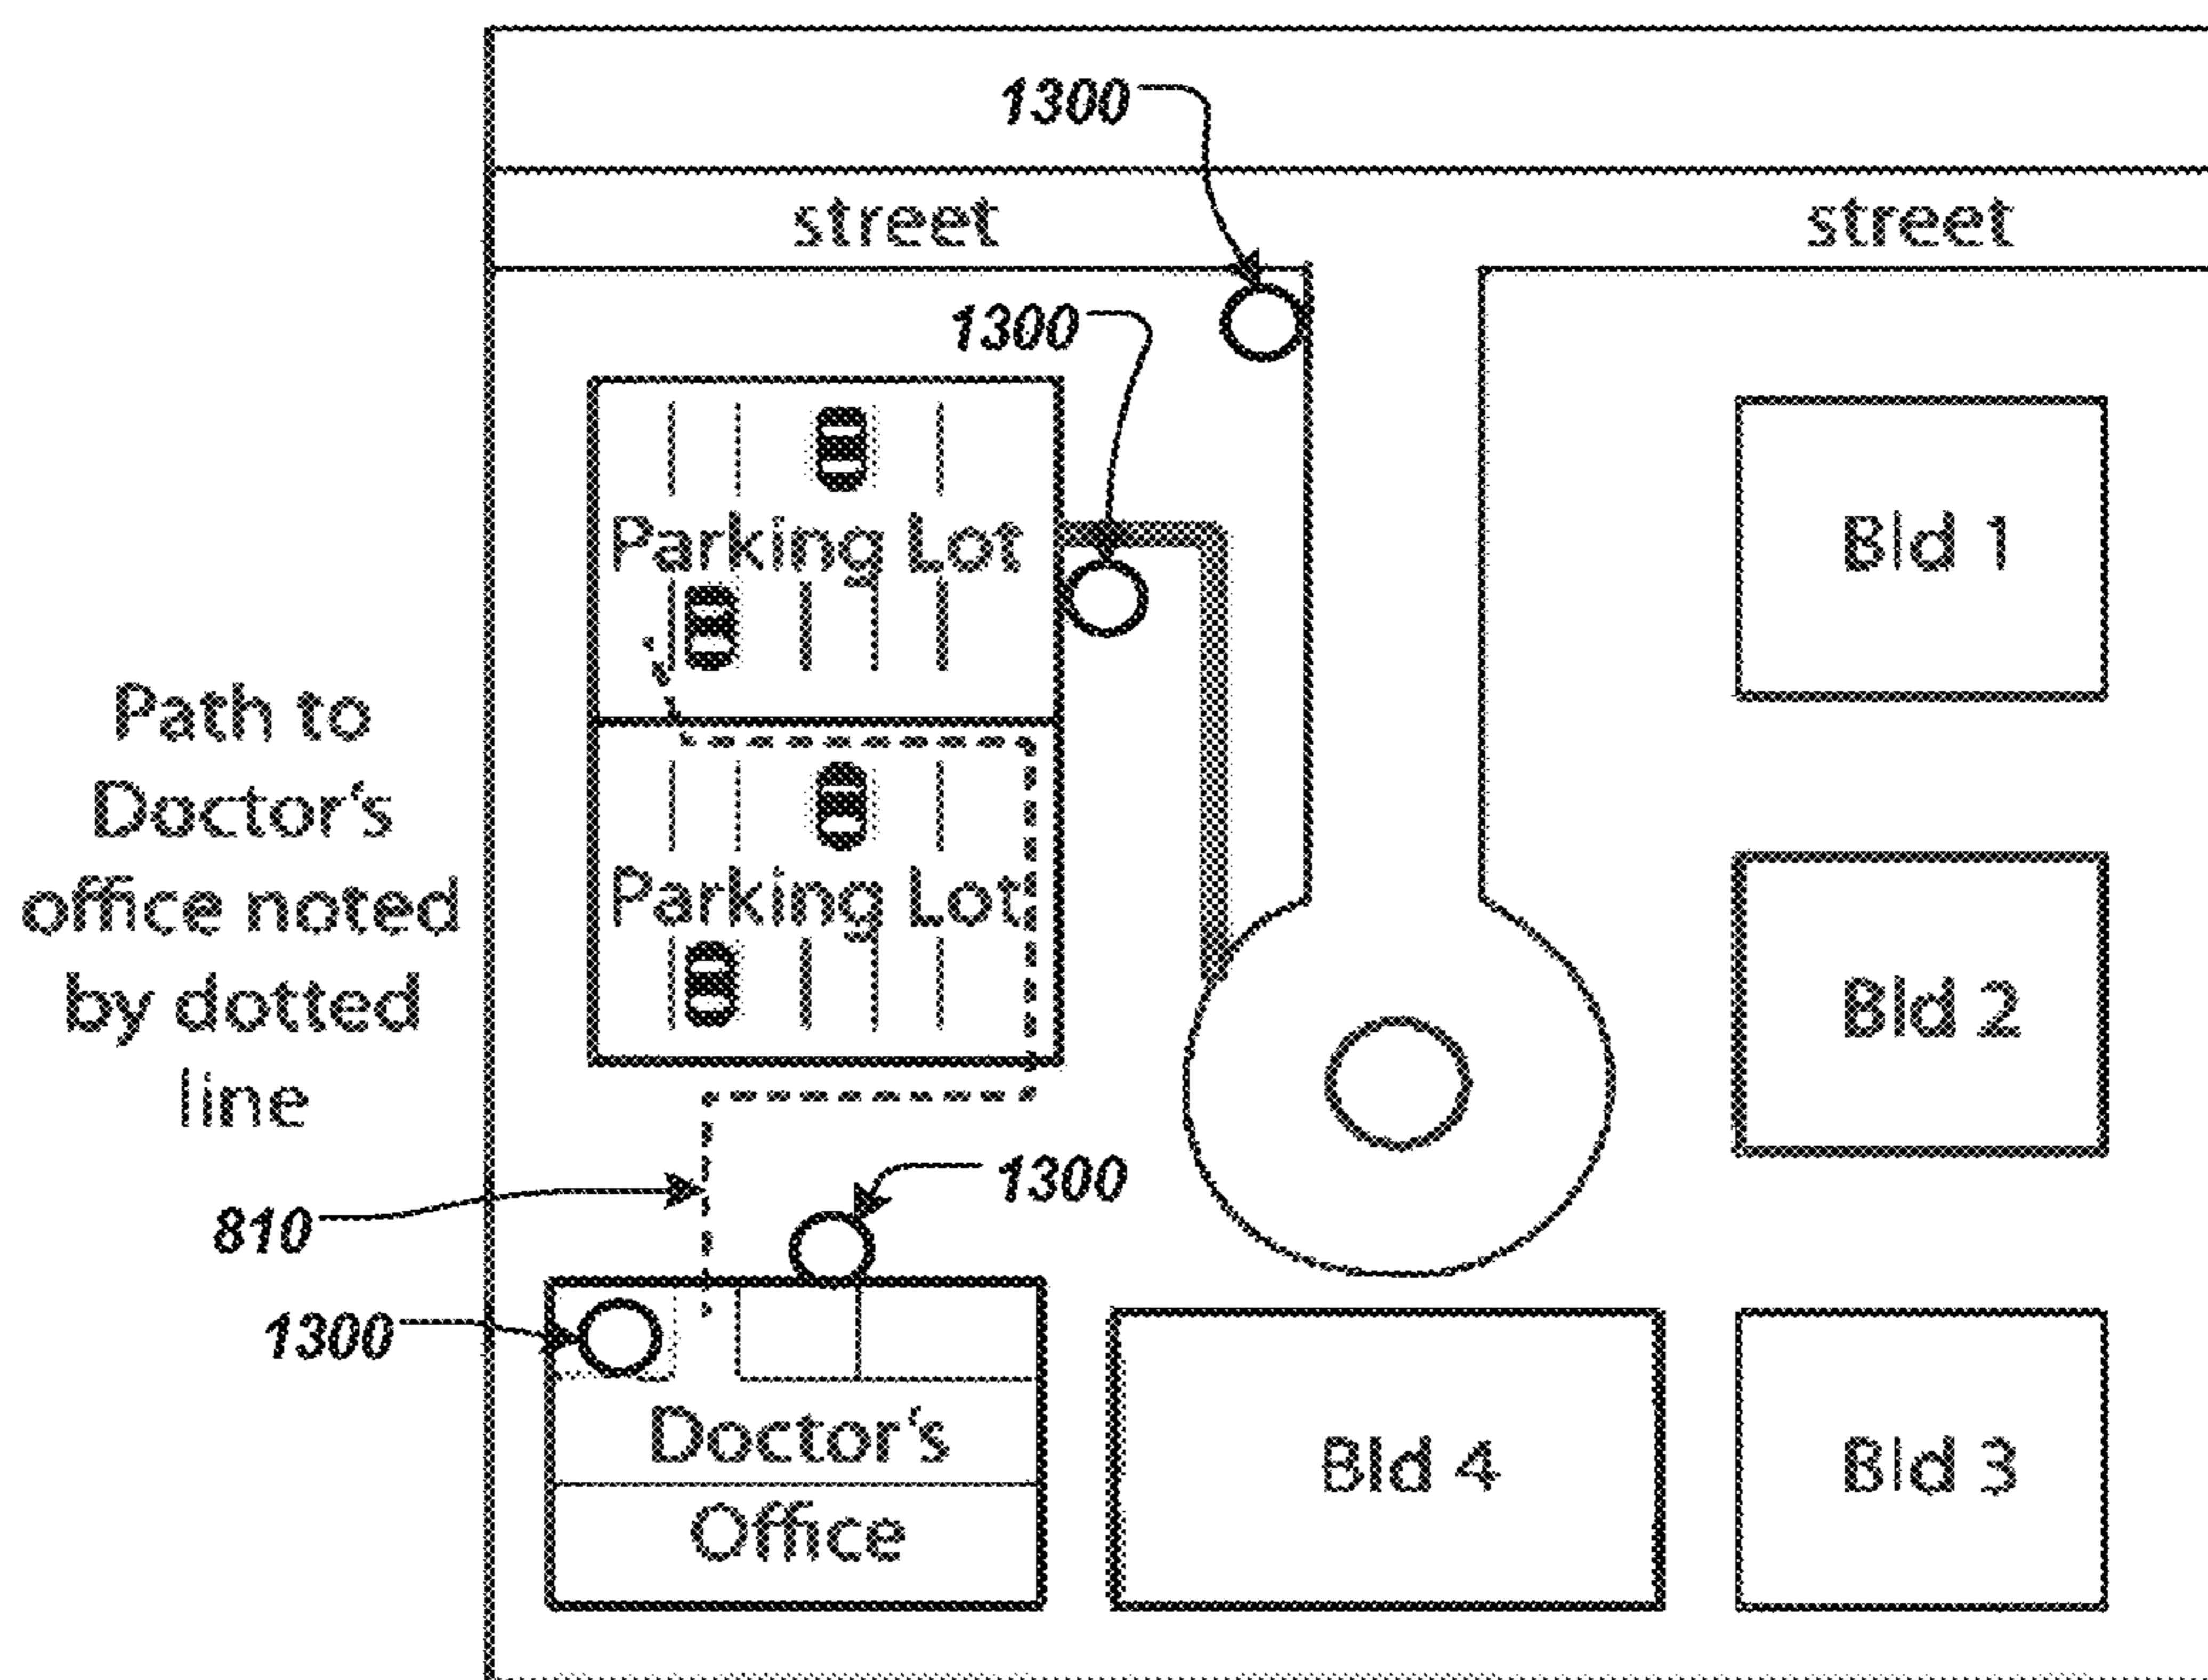 1300
street
street
1300
Parking Lot
Bld 1
Path to
Doctor's
office noted
by dotted
line
Parking Lot
Bld 2
1300
810
1300
Doctor's
Office
Bld 4
Bld 3